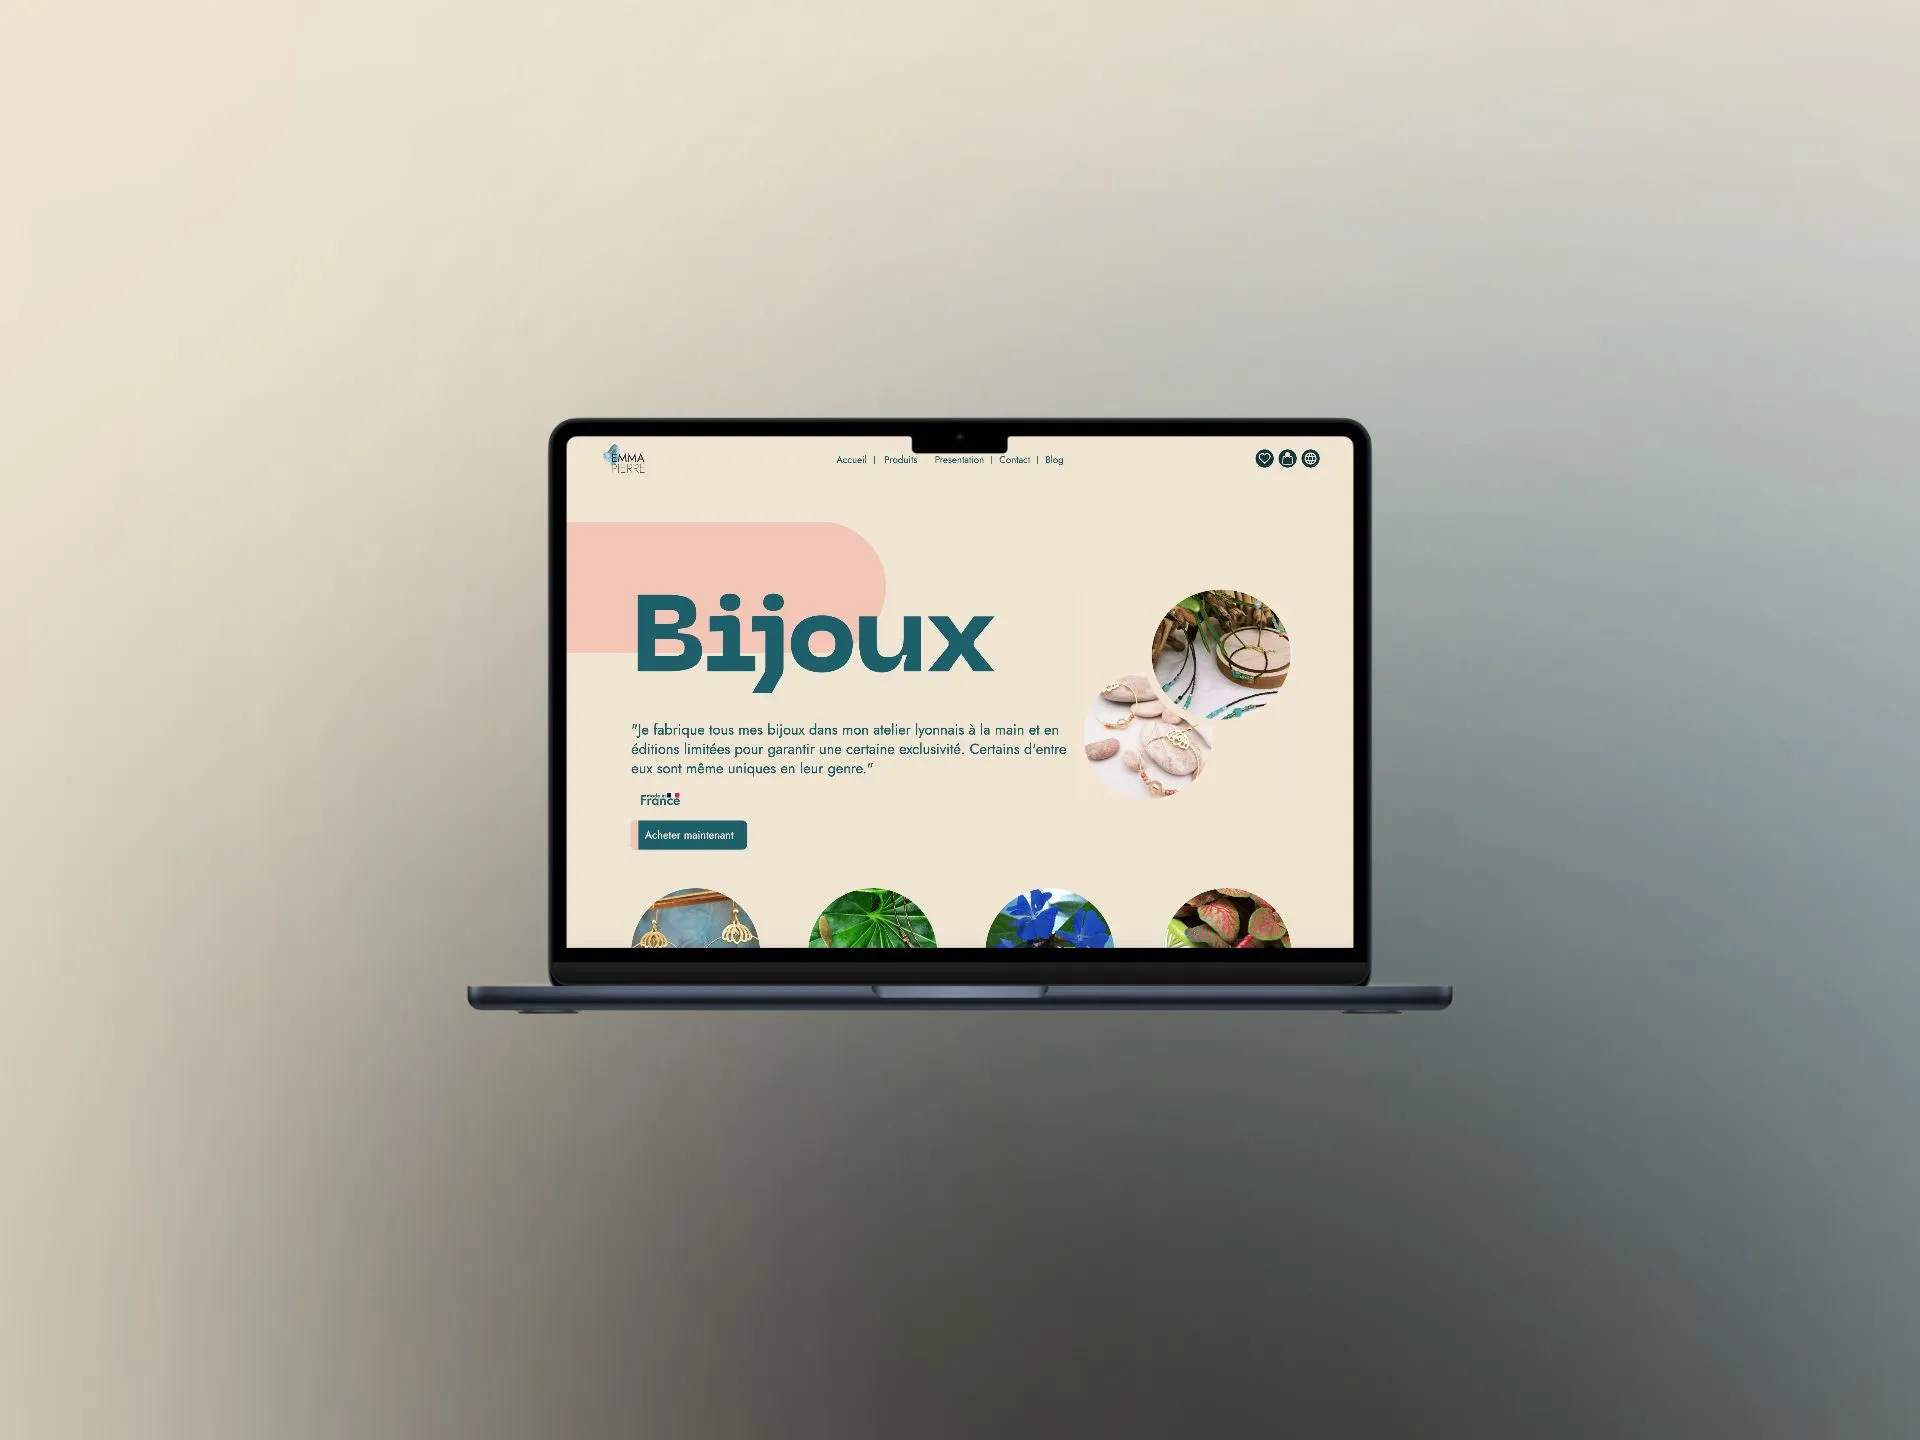 EMMA
PIERRE
Accueil | Produits Presentation | Contact | Blog
Bijoux
"Je fabrique tous mes bijoux dans mon atelier lyonnais à la main et en
éditions limitées pour garantir une certaine exclusivité. Certains d'entre
eux sont même uniques en leur genre."
made in
France
Acheter maintenant